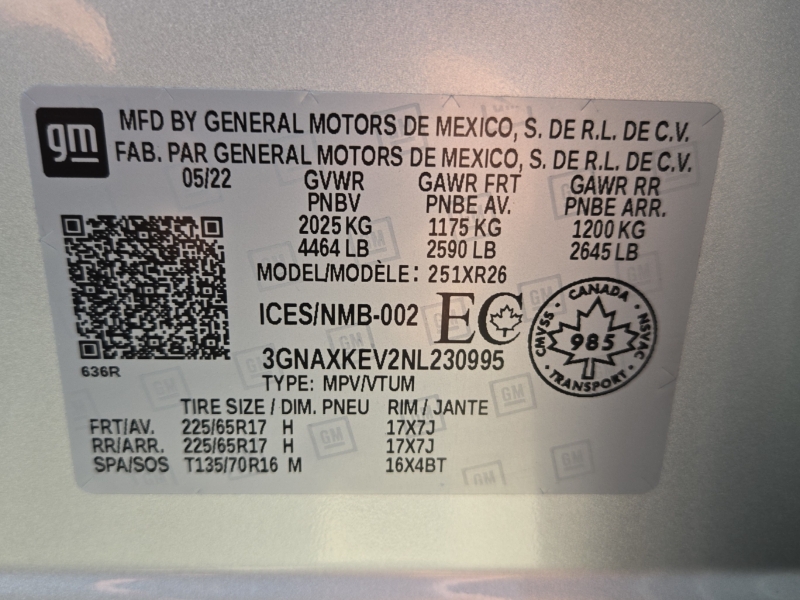 gm
MFD BY GENERAL MOTORS DE MEXICO, S. DE R.L. DE C.V.
FAB. PAR GENERAL MOTORS DE MEXICO, S. DE R.L. DE C.V.
05/22 GVWR GAWR FRT GAWR RR
PNBV PNBE AV. PNBE ARR.
2025 KG 1175 KG 1200 KG
4464 LB 2590 LB 2645 LB
MODEL/MODÈLE: 251XR26
ICES/NMB-002 EC
CANADA
CMVSS 985 NSVAC
TRANSPORT
3GNAXKEV2NL230995
636R
TYPE: MPV/VTUM
TIRE SIZE / DIM. PNEU RIM / JANTE
FRT/AV. 225/65R17 H 17X7J
RR/ARR. 225/65R17 H 17X7J
SPA/SOS T135/70R16 M 16X4BT